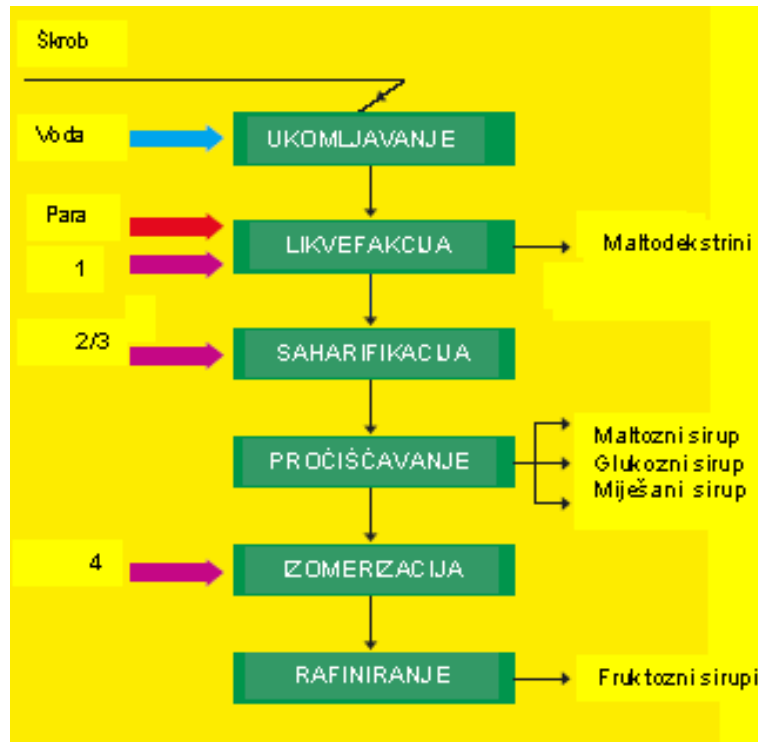 Škrob
Voda
UKOMLJAVANJE
Para
1
LIKVEFAKCIJA
Maltodekstrini
2/3
SAHARIFIKACIJA
PROČIŠĆAVANJE
Maltozni sirup
Glukozni sirup
Miješani sirup
4
IZOMERIZACIJA
RAFINIRANJE
Fruktozni sirupi